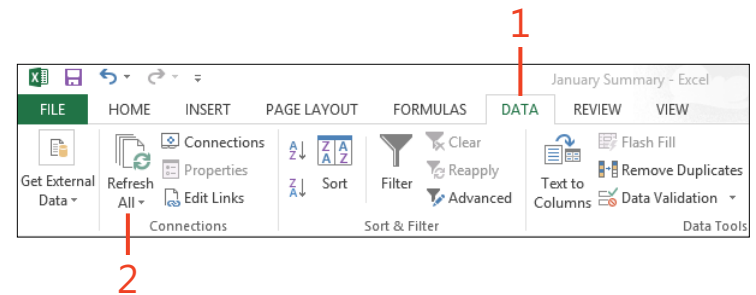 1
January Summary - Excel
FILE HOME INSERT PAGE LAYOUT FORMULAS DATA REVIEW VIEW
Get External Data
Refresh All
Connections
Properties
Edit Links
Connections
A Z
Z A
Z A A Z
Sort
Filter
Clear
Reapply
Advanced
Sort & Filter
Text to Columns
Flash Fill
Remove Duplicates
Data Validation
Data Tools
2